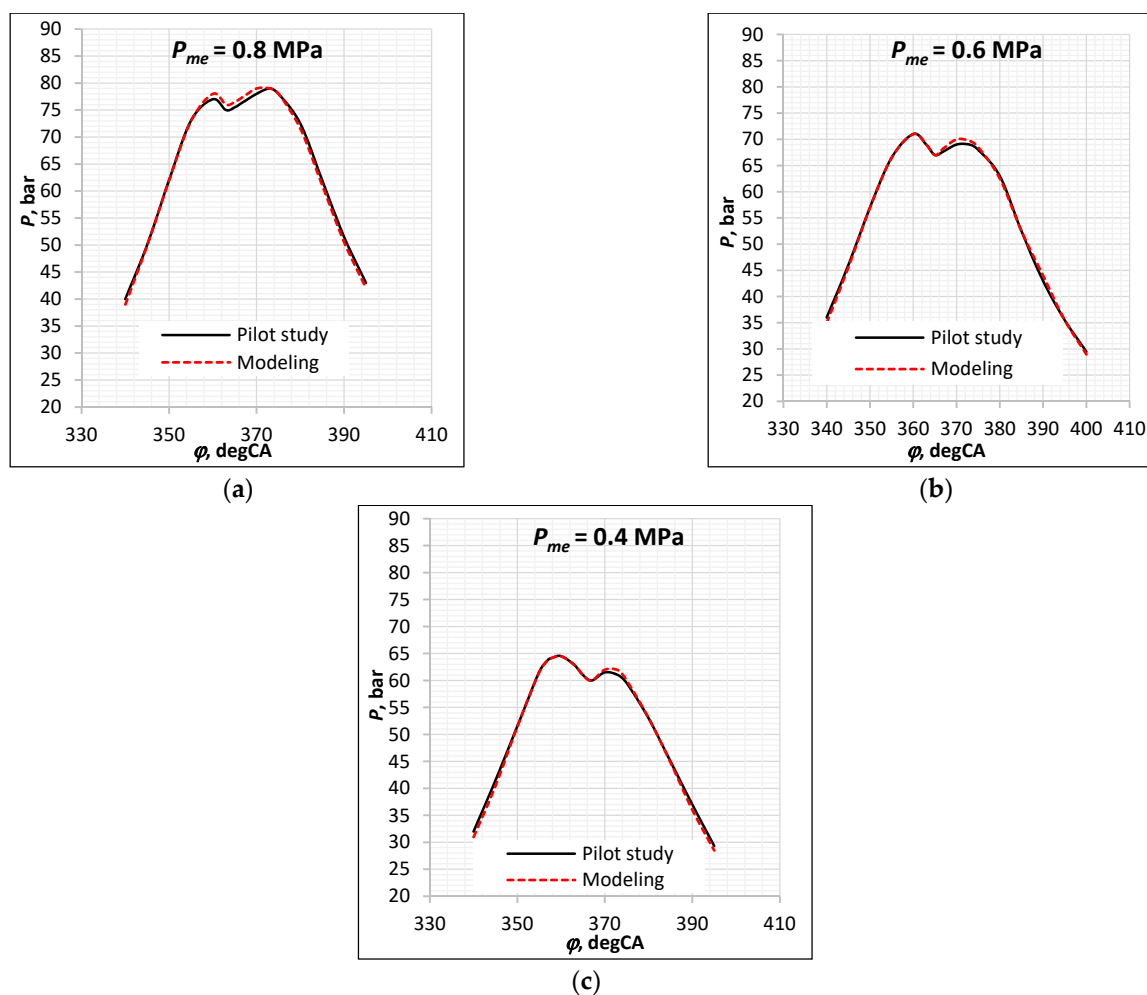 P_me = 0.8 MPa
90
85
80
75
70
65
60
55
50
45
40
35
30
25
20
P, bar
Pilot study
Modeling
330 350 370 390 410
φ, degCA
(a)
P_me = 0.6 MPa
90
85
80
75
70
65
60
55
50
45
40
35
30
25
20
P, bar
Pilot study
Modeling
330 340 350 360 370 380 390 400 410
φ, degCA
(b)
P_me = 0.4 MPa
90
85
80
75
70
65
60
55
50
45
40
35
30
25
20
P, bar
Pilot study
Modeling
330 350 370 390 410
φ, degCA
(c)